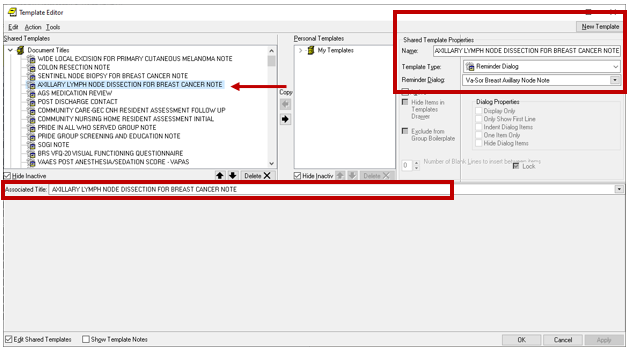 Template Editor
Edit Action Tools
New Template
Shared Templates
Document Titles
WIDE LOCAL EXCISION FOR PRIMARY CUTANEOUS MELANOMA NOTE
COLON RESECTION NOTE
SENTINEL NODE BIOPSY FOR BREAST CANCER NOTE
AXILLARY LYMPH NODE DISSECTION FOR BREAST CANCER NOTE
AGS MEDICATION REVIEW
POST DISCHARGE CONTACT
COMMUNITY CARE-GEC CNH RESIDENT ASSESSMENT FOLLOW UP
COMMUNITY NURSING HOME RESIDENT ASSESSMENT INITIAL
PRIDE IN ALL WHO SERVED GROUP NOTE
PRIDE GROUP SCREENING AND EDUCATION NOTE
SOGI NOTE
BRS VFQ-20 VISUAL FUNCTIONING QUESTIONNAIRE
VAAES POST ANESTHESIA/SEDATION SCORE - VAPAS
Hide Inactive
Delete
Copy
Personal Templates
My Templates
Hide Inactiv
Delete
Shared Template Properties
Name: AXILLARY LYMPH NODE DISSECTION FOR BREAST CANCER NOTE
Template Type: Reminder Dialog
Reminder Dialog: Va-Sor Breast Axillary Node Note
Hide Items in
Templates
Drawer
Exclude from
Group Boilerplate
Dialog Properties
Display Only
Only Show First Line
Indent Dialog Items
One Item Only
Hide Dialog Items
0 Number of Blank Lines to insert between items
Lock
Associated Title: AXILLARY LYMPH NODE DISSECTION FOR BREAST CANCER NOTE
Edit Shared Templates
Show Template Notes
OK
Cancel
Apply